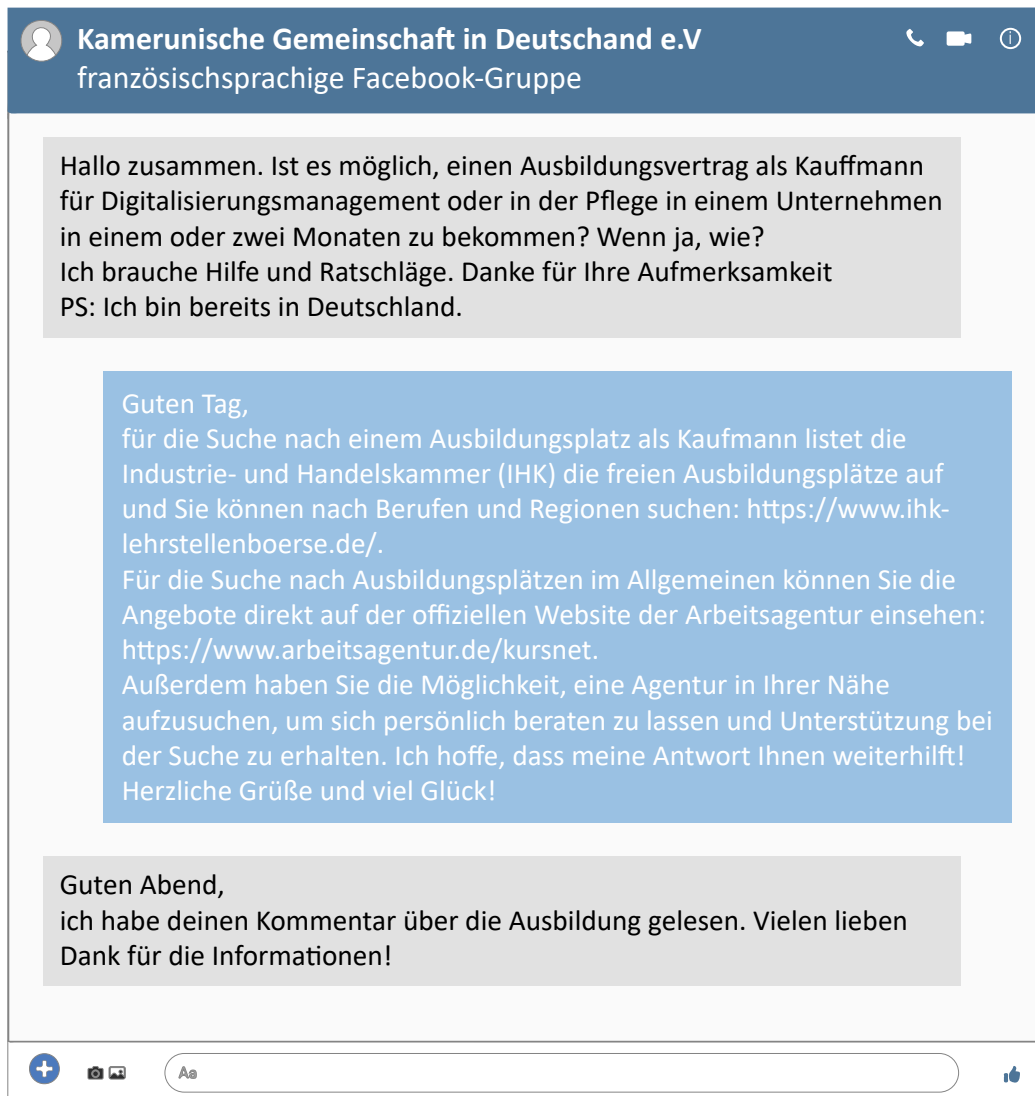 Kamerunische Gemeinschaft in Deutschand e.V
französischsprachige Facebook-Gruppe
Hallo zusammen. Ist es möglich, einen Ausbildungsvertrag als Kauffmann
für Digitalisierungsmanagement oder in der Pflege in einem Unternehmen
in einem oder zwei Monaten zu bekommen? Wenn ja, wie?
Ich brauche Hilfe und Ratschläge. Danke für Ihre Aufmerksamkeit
PS: Ich bin bereits in Deutschland.
Guten Tag,
für die Suche nach einem Ausbildungsplatz als Kaufmann listet die
Industrie- und Handelskammer (IHK) die freien Ausbildungsplätze auf
und Sie können nach Berufen und Regionen suchen: https://www.ihk-
lehrstellenboerse.de/.
Für die Suche nach Ausbildungsplätzen im Allgemeinen können Sie die
Angebote direkt auf der offiziellen Website der Arbeitsagentur einsehen:
https://www.arbeitsagentur.de/kursnet.
Außerdem haben Sie die Möglichkeit, eine Agentur in Ihrer Nähe
aufzusuchen, um sich persönlich beraten zu lassen und Unterstützung bei
der Suche zu erhalten. Ich hoffe, dass meine Antwort Ihnen weiterhilft!
Herzliche Grüße und viel Glück!
Guten Abend,
ich habe deinen Kommentar über die Ausbildung gelesen. Vielen lieben
Dank für die Informationen!
Aa